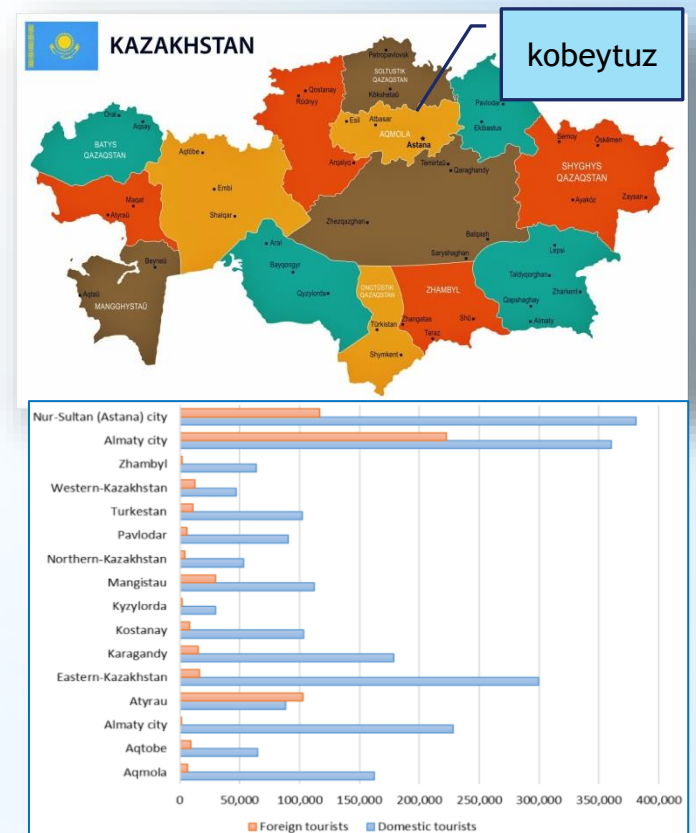 KAZAKHSTAN
kobeytuz
Petropavlovsk
SOLTUSTIK
QAZAQSTAN
Kökshetaū
Qostanay
Rūdnyy
Esil
Atbasar
AQMOLA
Astana
Arqalyq
Pavlodar
Ekibastus
Oral
Aqsay
BATYS
QAZAQSTAN
Aqtöbe
Embi
Shalqar
Temirtaū
Qaraghandy
Semey
Öskemen
SHYGHYS
QAZAQSTAN
Ayaköz
Zaysan
Maqat
Atyraū
Zhezqazghan
Balqash
Saryshaghan
Beyneū
Aqtaū
MANGGHYSTAŪ
Aral
Bayqongyr
Qyzylorda
ONGTÜSTIK
QAZAQSTAN
Türkistan
Shymkent
ZHAMBYL
Zhangatas
Shū
Taraz
Lepsi
Taldyqorghan
Zharkent
Qapshaghay
Almaty
Nur-Sultan (Astana) city
Almaty city
Zhambyl
Western-Kazakhstan
Turkestan
Pavlodar
Northern-Kazakhstan
Mangistau
Kyzylorda
Kostanay
Karagandy
Eastern-Kazakhstan
Atyrau
Almaty city
Aqtobe
Aqmola
0 50,000 100,000 150,000 200,000 250,000 300,000 350,000 400,000
Foreign tourists Domestic tourists